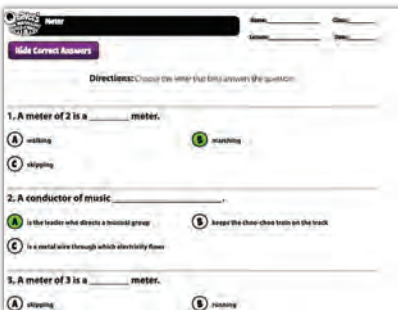 Meter
Name: Class:
Hide Correct Answers
Directions: Choose the letter that best answers the question
1. A meter of 2 is a ________ meter.
A walking B marching
C skipping
2. A conductor of music ____________________.
A is the leader who directs a musical group B keeps the choo-choo train on the track
C is a metal wire through which electricity flows
3. A meter of 3 is a ________ meter.
A skipping B running